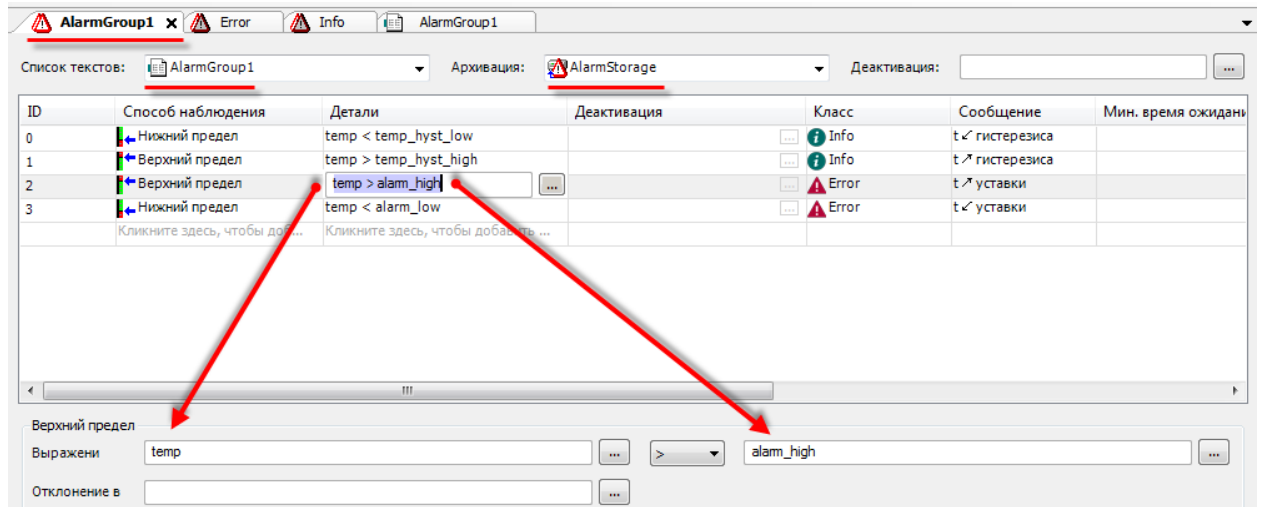 AlarmGroup1 Error Info AlarmGroup1
Список текстов: AlarmGroup1 Архивация: AlarmStorage Деактивация: ...
ID Способ наблюдения Детали Деактивация Класс Сообщение Мин. время ожидани
0 Нижний предел temp < temp_hyst_low ... Info t↙ гистерезиса
1 Верхний предел temp > temp_hyst_high ... Info t↗ гистерезиса
2 Верхний предел temp > alarm_high ... ... Error t↗ уставки
3 Нижний предел temp < alarm_low ... Error t↙ уставки
Кликните здесь, чтобы доб... Кликните здесь, чтобы добавить ...
Верхний предел
Выражени temp ... > alarm_high ...
Отклонение в ...